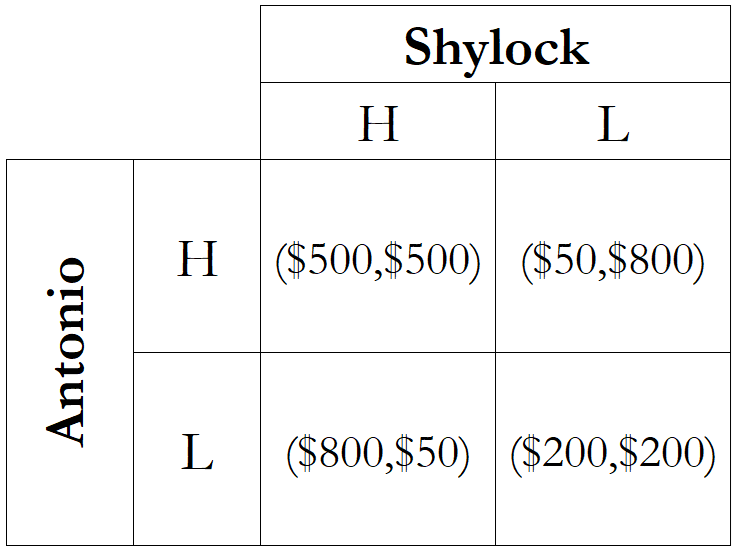 Shylock
H L
Antonio
H ($500,$500) ($50,$800)
L ($800,$50) ($200,$200)